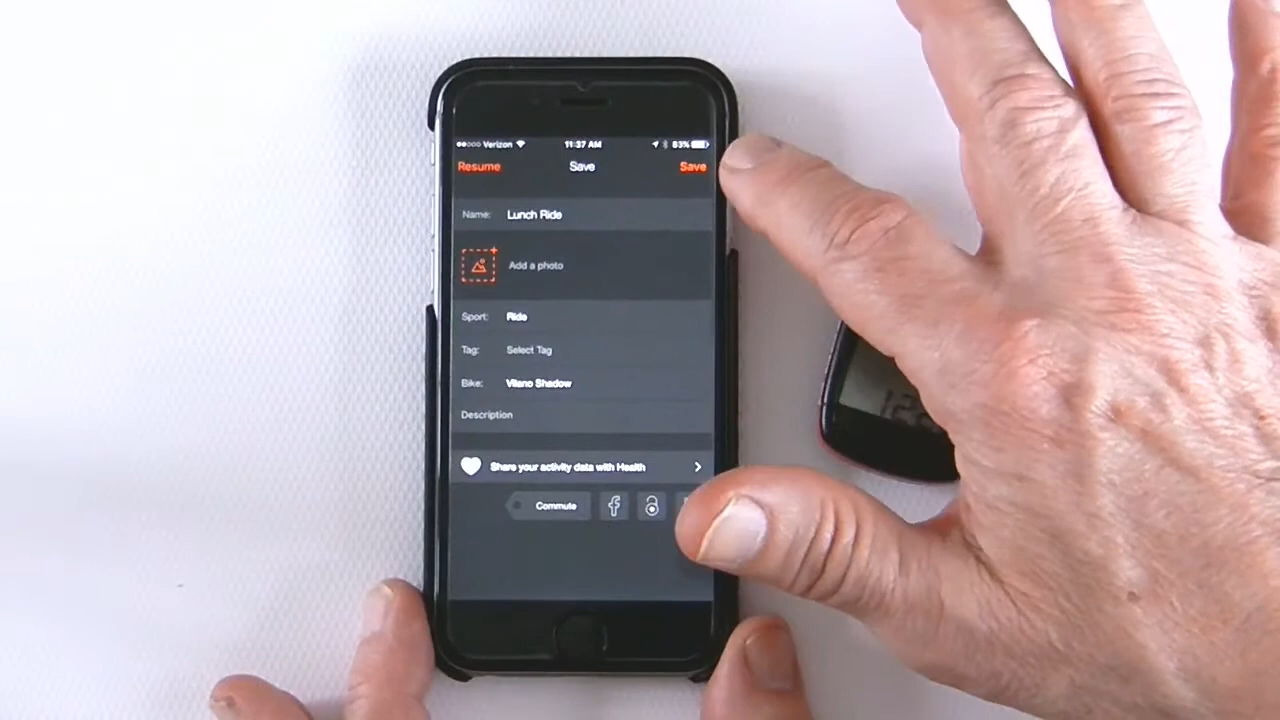 Verizon 11:37 AM 83%
Resume Save Save
Name: Lunch Ride
Add a photo
Sport: Ride
Tag: Select Tag
Bike: Vilano Shadow
Description
Share your activity data with Health
Commute